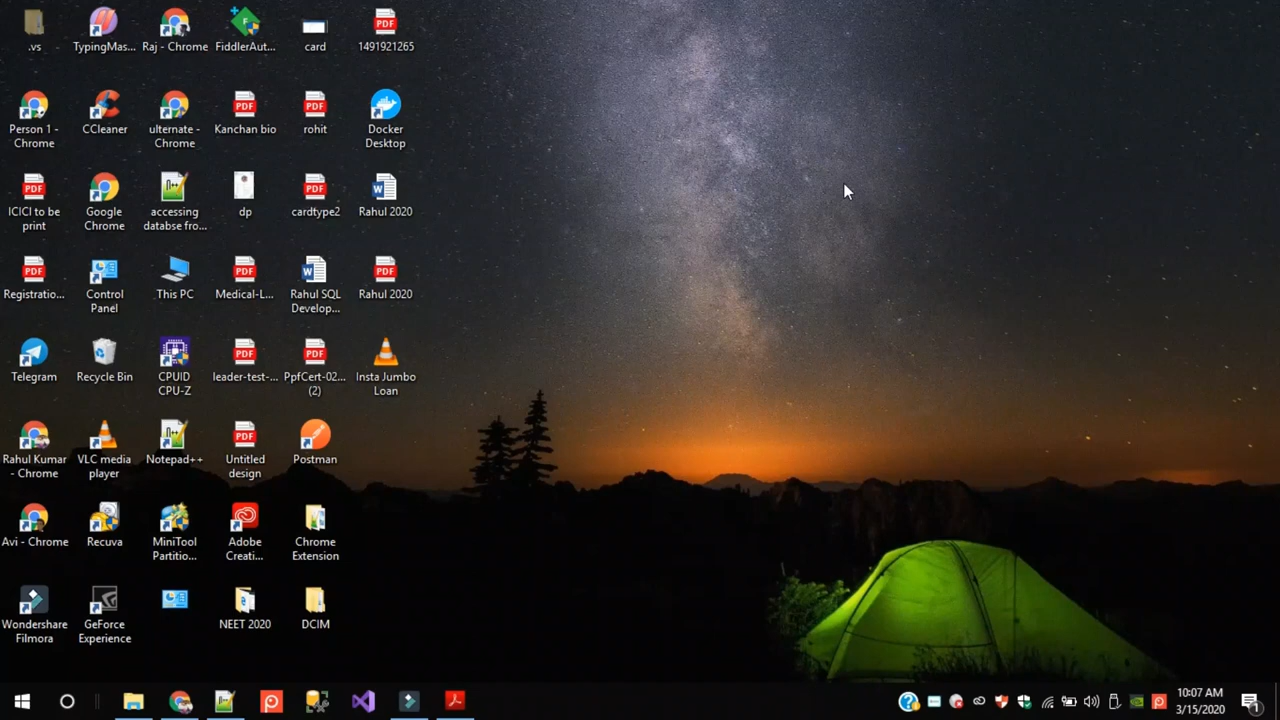 .vs
TypingMas...
Raj - Chrome
FiddlerAut...
card
1491921265
Person 1 -
Chrome
CCleaner
ulternate -
Chrome
Kanchan bio
rohit
Docker
Desktop
ICICI to be
print
Google
Chrome
accessing
databse fro...
dp
cardtype2
Rahul 2020
Registratio...
Control
Panel
This PC
Medical-L...
Rahul SQL
Develop...
Rahul 2020
Telegram
Recycle Bin
CPUID
CPU-Z
leader-test-...
PpfCert-02...
(2)
Insta Jumbo
Loan
Rahul Kumar
- Chrome
VLC media
player
Notepad++
Untitled
design
Postman
Avi - Chrome
Recuva
MiniTool
Partitio...
Adobe
Creati...
Chrome
Extension
Wondershare
Filmora
GeForce
Experience
NEET 2020
DCIM
10:07 AM
3/15/2020